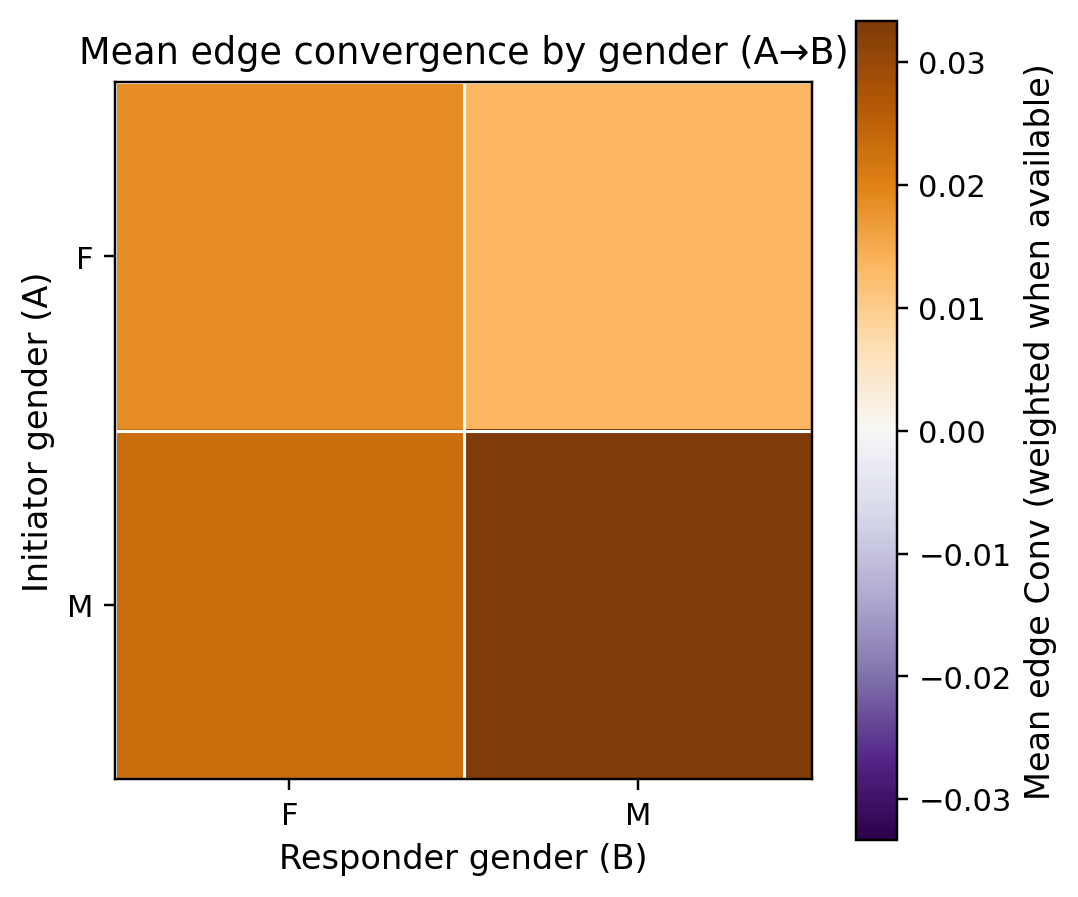 Mean edge convergence by gender (A→B)
Initiator gender (A)
F
M
F
M
Responder gender (B)
0.03
0.02
0.01
0.00
−0.01
−0.02
−0.03
Mean edge Conv (weighted when available)